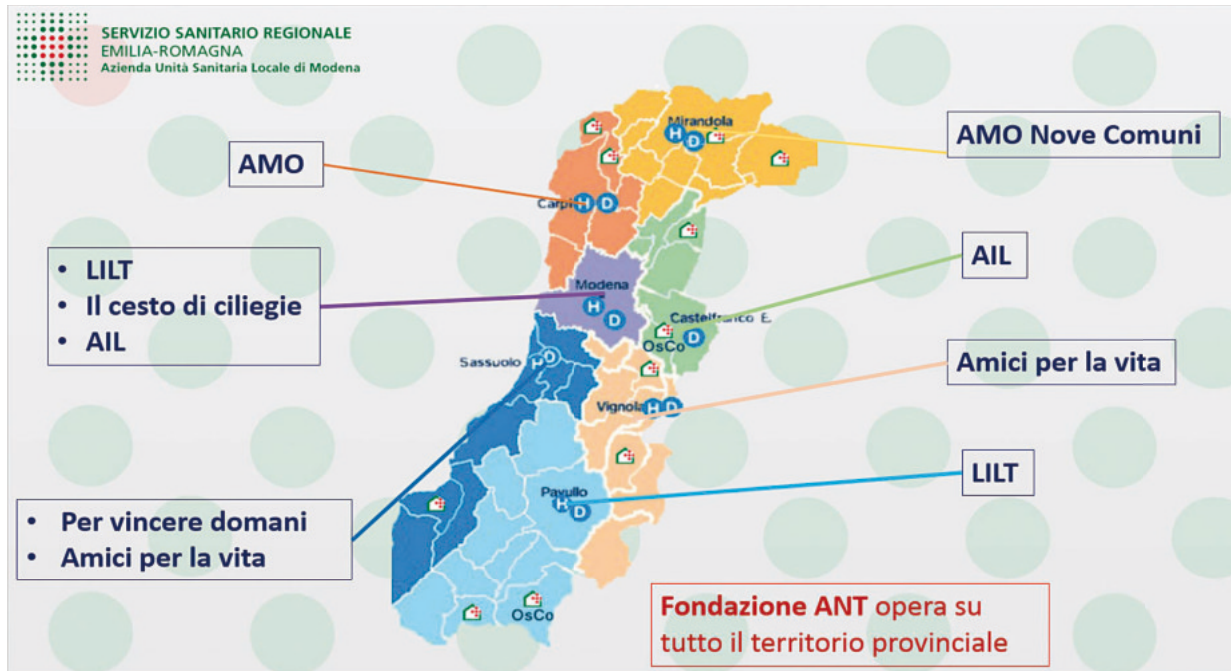 SERVIZIO SANITARIO REGIONALE
EMILIA-ROMAGNA
Azienda Unità Sanitaria Locale di Modena
Mirandola
H
D
AMO Nove Comuni
AMO
Carpi
H D
• LILT
• Il cesto di ciliegie
• AIL
AIL
Modena
H
D
Castelfranco E.
D
OsCo
Sassuolo
H D
Amici per la vita
Vignola
H D
LILT
Pavullo
H
D
• Per vincere domani
• Amici per la vita
OsCo
Fondazione ANT opera su
tutto il territorio provinciale